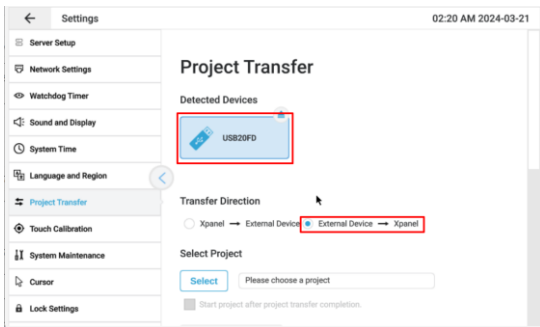 Settings 02:20 AM 2024-03-21
Server Setup
Network Settings
Watchdog Timer
Sound and Display
System Time
Language and Region
Project Transfer
Touch Calibration
System Maintenance
Cursor
Lock Settings
Project Transfer
Detected Devices
USB20FD
Transfer Direction
Xpanel → External Device External Device → Xpanel
Select Project
Select Please choose a project
Start project after project transfer completion.